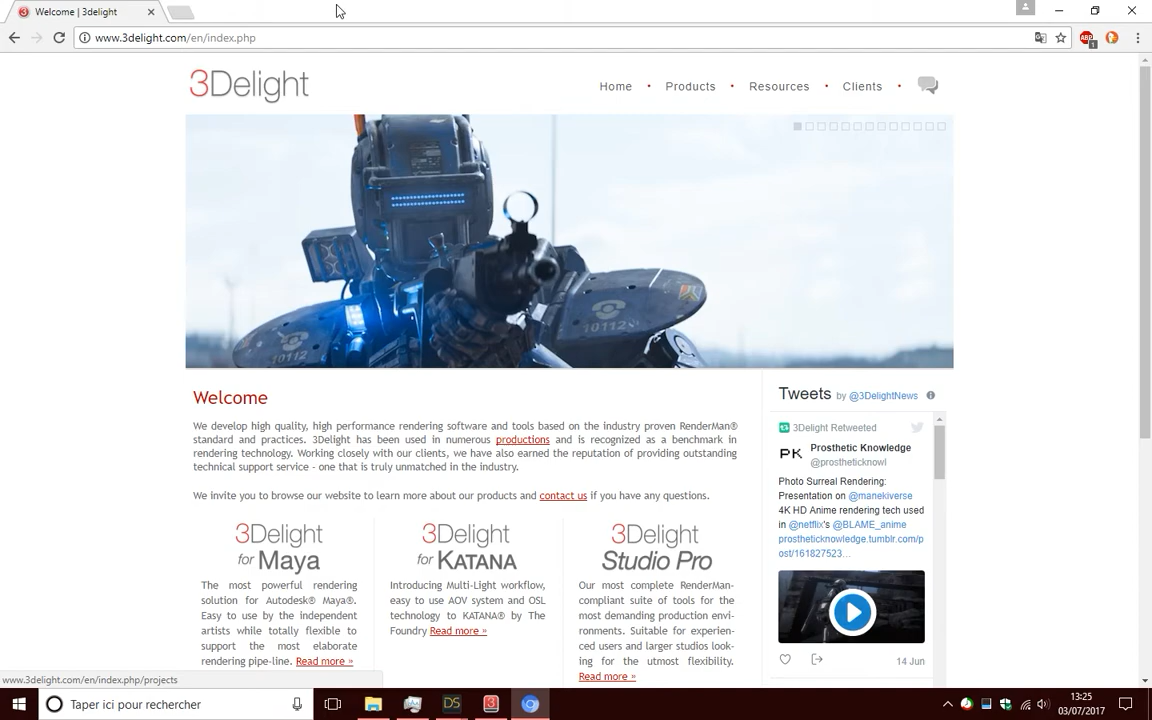 Welcome | 3delight
www.3delight.com/en/index.php
ABP
1
3Delight
Home • Products • Resources • Clients •
10112
10112
Welcome
We develop high quality, high performance rendering software and tools based on the industry proven RenderMan®
standard and practices. 3Delight has been used in numerous productions and is recognized as a benchmark in
rendering technology. Working closely with our clients, we have also earned the reputation of providing outstanding
technical support service - one that is truly unmatched in the industry.
We invite you to browse our website to learn more about our products and contact us if you have any questions.
3Delight
for Maya
The most powerful rendering
solution for Autodesk® Maya®.
Easy to use by the independent
artists while totally flexible to
support the most elaborate
rendering pipe-line. Read more »
3Delight
for KATANA
Introducing Multi-Light workflow,
easy to use AOV system and OSL
technology to KATANA® by The
Foundry Read more »
3Delight
Studio Pro
Our most complete RenderMan-
compliant suite of tools for the
most demanding production envi-
ronments. Suitable for experien-
ced users and larger studios look-
ing for the utmost flexibility.
Read more »
Tweets by @3DelightNews
3Delight Retweeted
PK
Prosthetic Knowledge
@prostheticknowl
Photo Surreal Rendering:
Presentation on @manekiverse
4K HD Anime rendering tech used
in @netflix's @BLAME_anime
prostheticknowledge.tumblr.com/p
ost/161827523…
14 Jun
www.3delight.com/en/index.php/projects
Taper ici pour rechercher
DS
3
13:25
03/07/2017